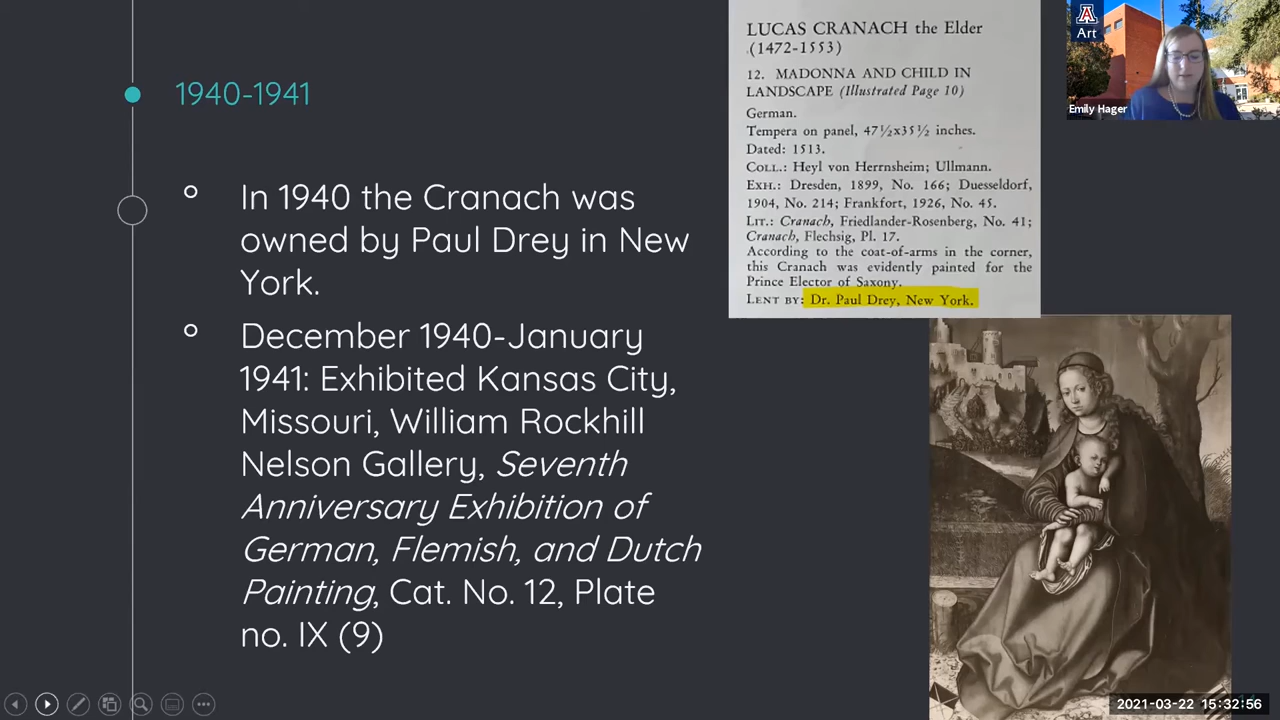 1940-1941
In 1940 the Cranach was
owned by Paul Drey in New
York.
December 1940-January
1941: Exhibited Kansas City,
Missouri, William Rockhill
Nelson Gallery, Seventh
Anniversary Exhibition of
German, Flemish, and Dutch
Painting, Cat. No. 12, Plate
no. IX (9)
LUCAS CRANACH the Elder
(1472-1553)
12. MADONNA AND CHILD IN
LANDSCAPE (Illustrated Page 10)
German.
Tempera on panel, 47½x35½ inches.
Dated: 1513.
COLL.: Heyl von Herrnsheim; Ullmann.
EXH.: Dresden, 1899, No. 166; Duesseldorf,
1904, No. 214; Frankfort, 1926, No. 45.
LIT.: Cranach, Friedlander-Rosenberg, No. 41;
Cranach, Flechsig, Pl. 17.
According to the coat-of-arms in the corner,
this Cranach was evidently painted for the
Prince Elector of Saxony.
LENT BY: Dr. Paul Drey, New York.
A
Art
Emily Hager
2021-03-22 15:32:56